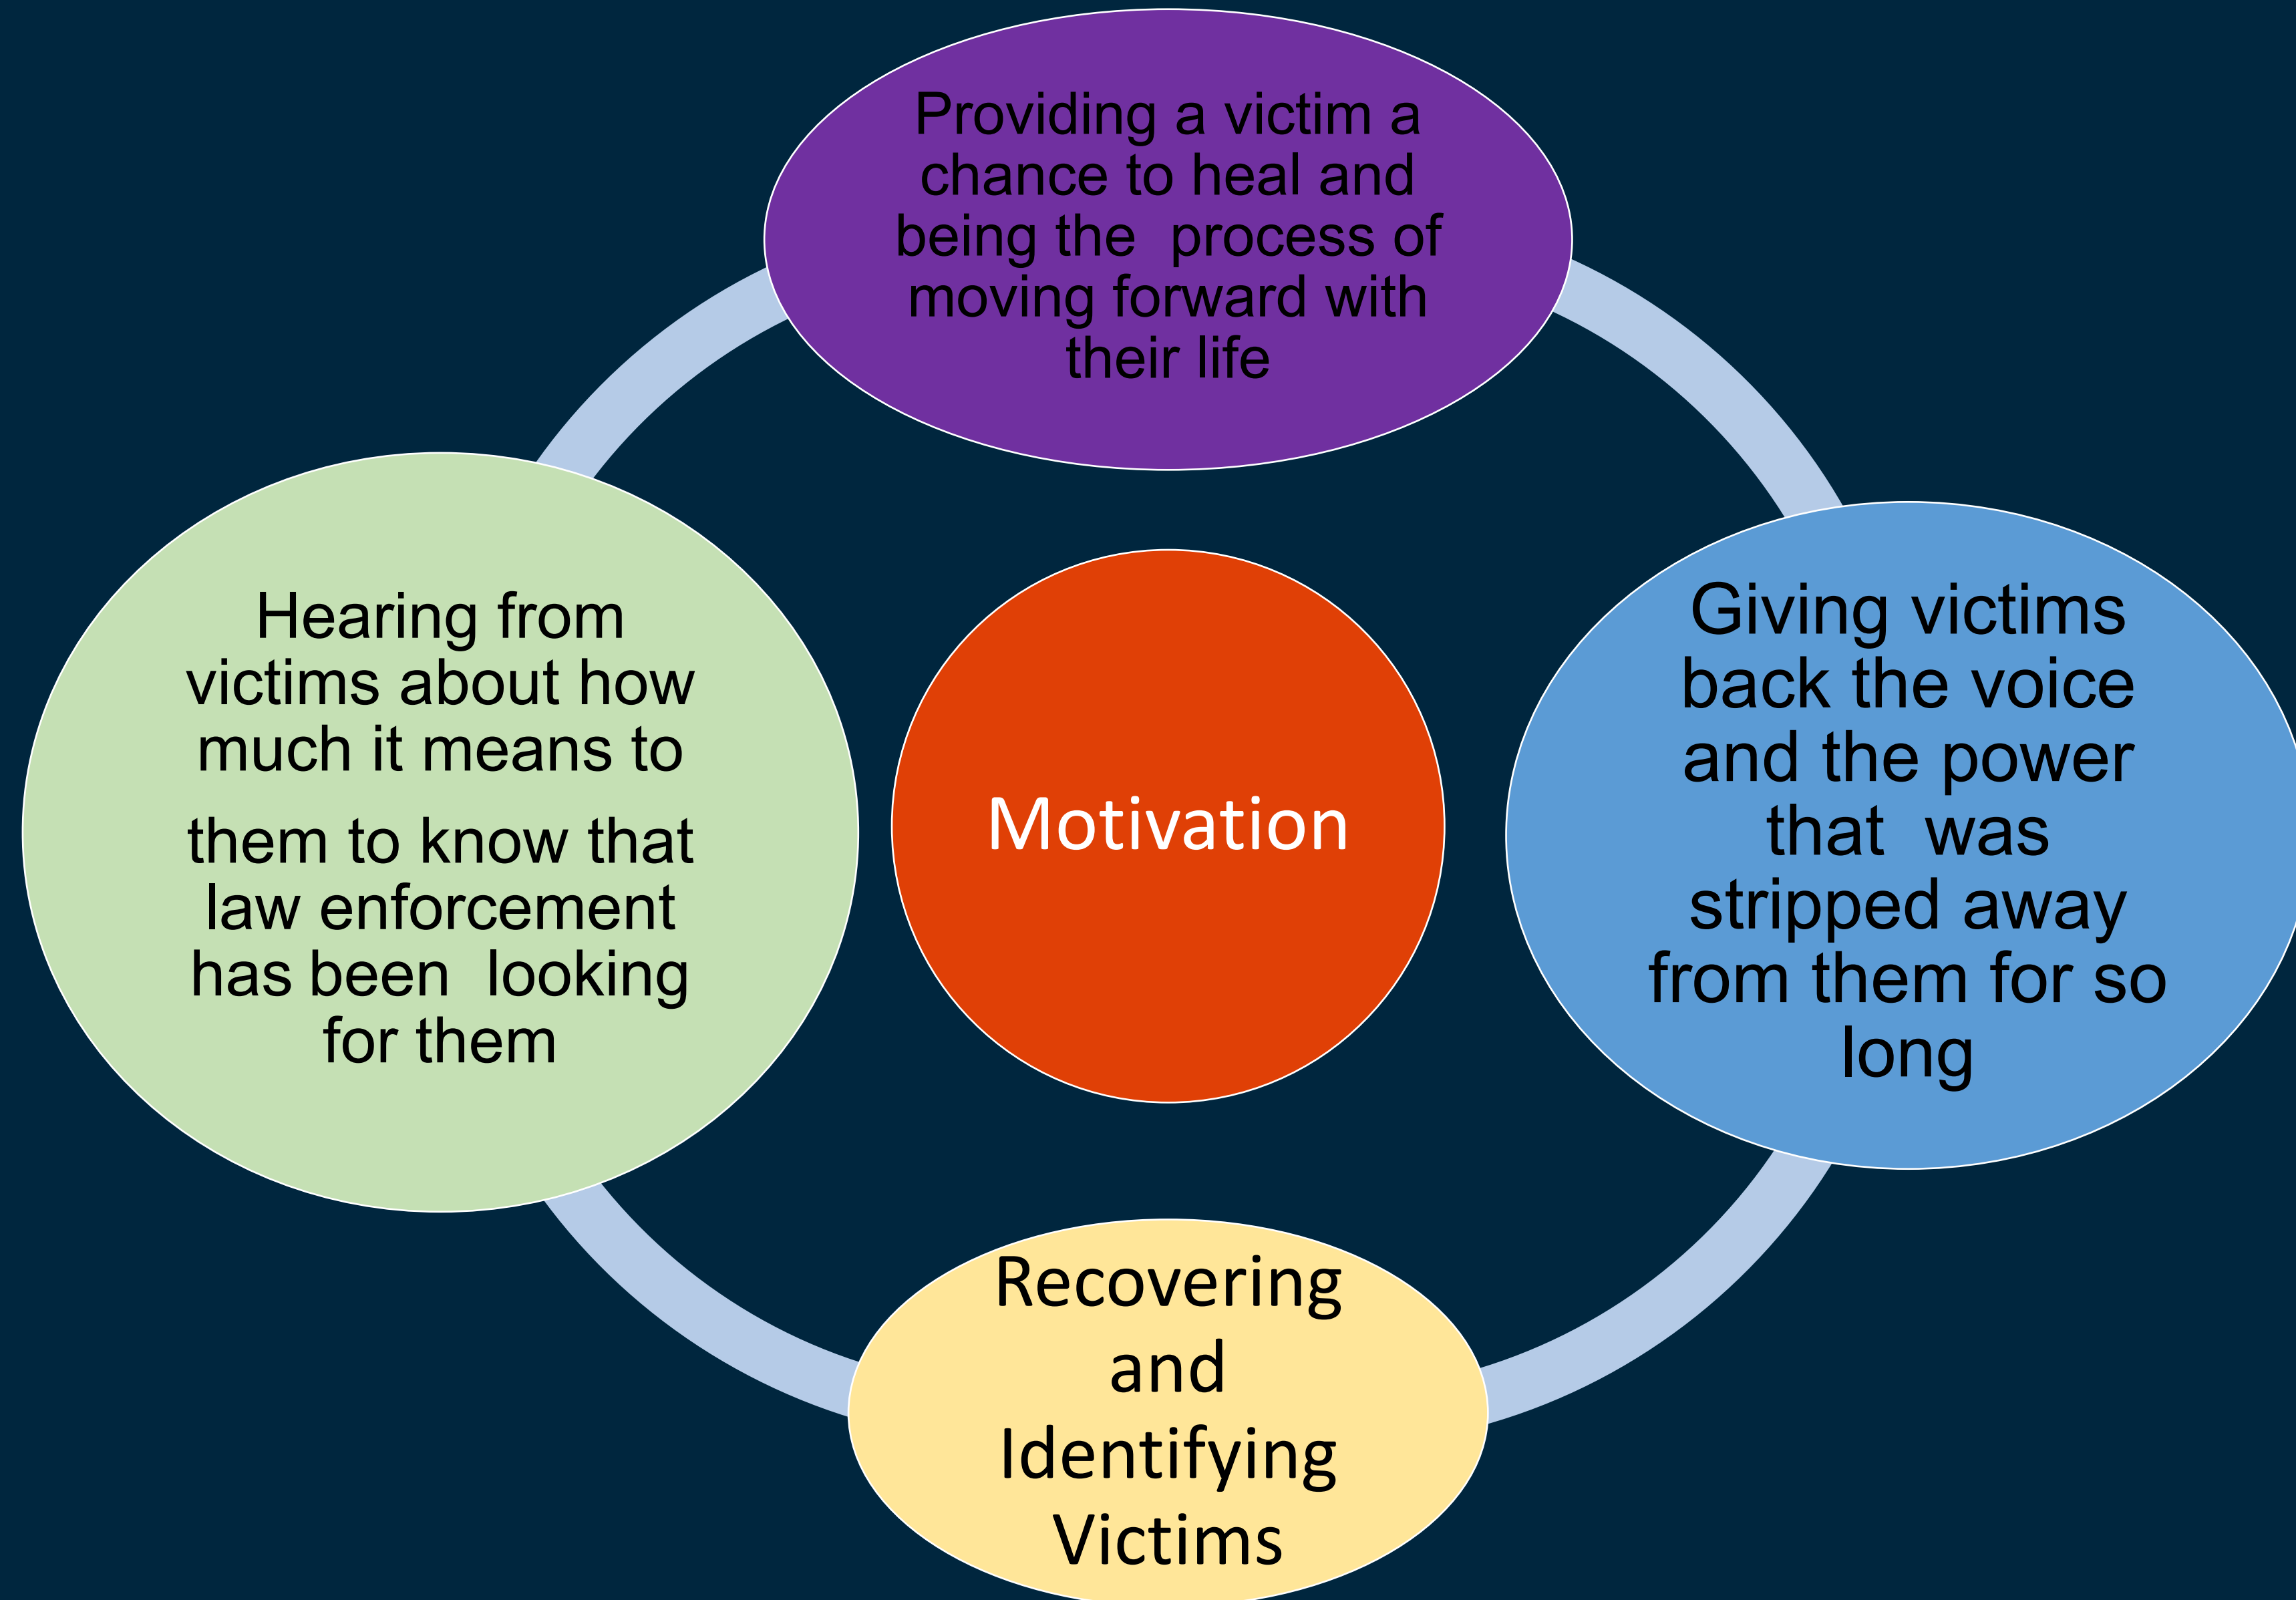 Providing a victim a
chance to heal and
being the  process of
moving forward with
their life
Hearing from
victims about how
much it means to
them to know that
law enforcement
has been  looking
for them
Motivation
Giving victims
back the voice
and the power
that  was
stripped away
from them for so
long
Recovering
and
Identifying
Victims